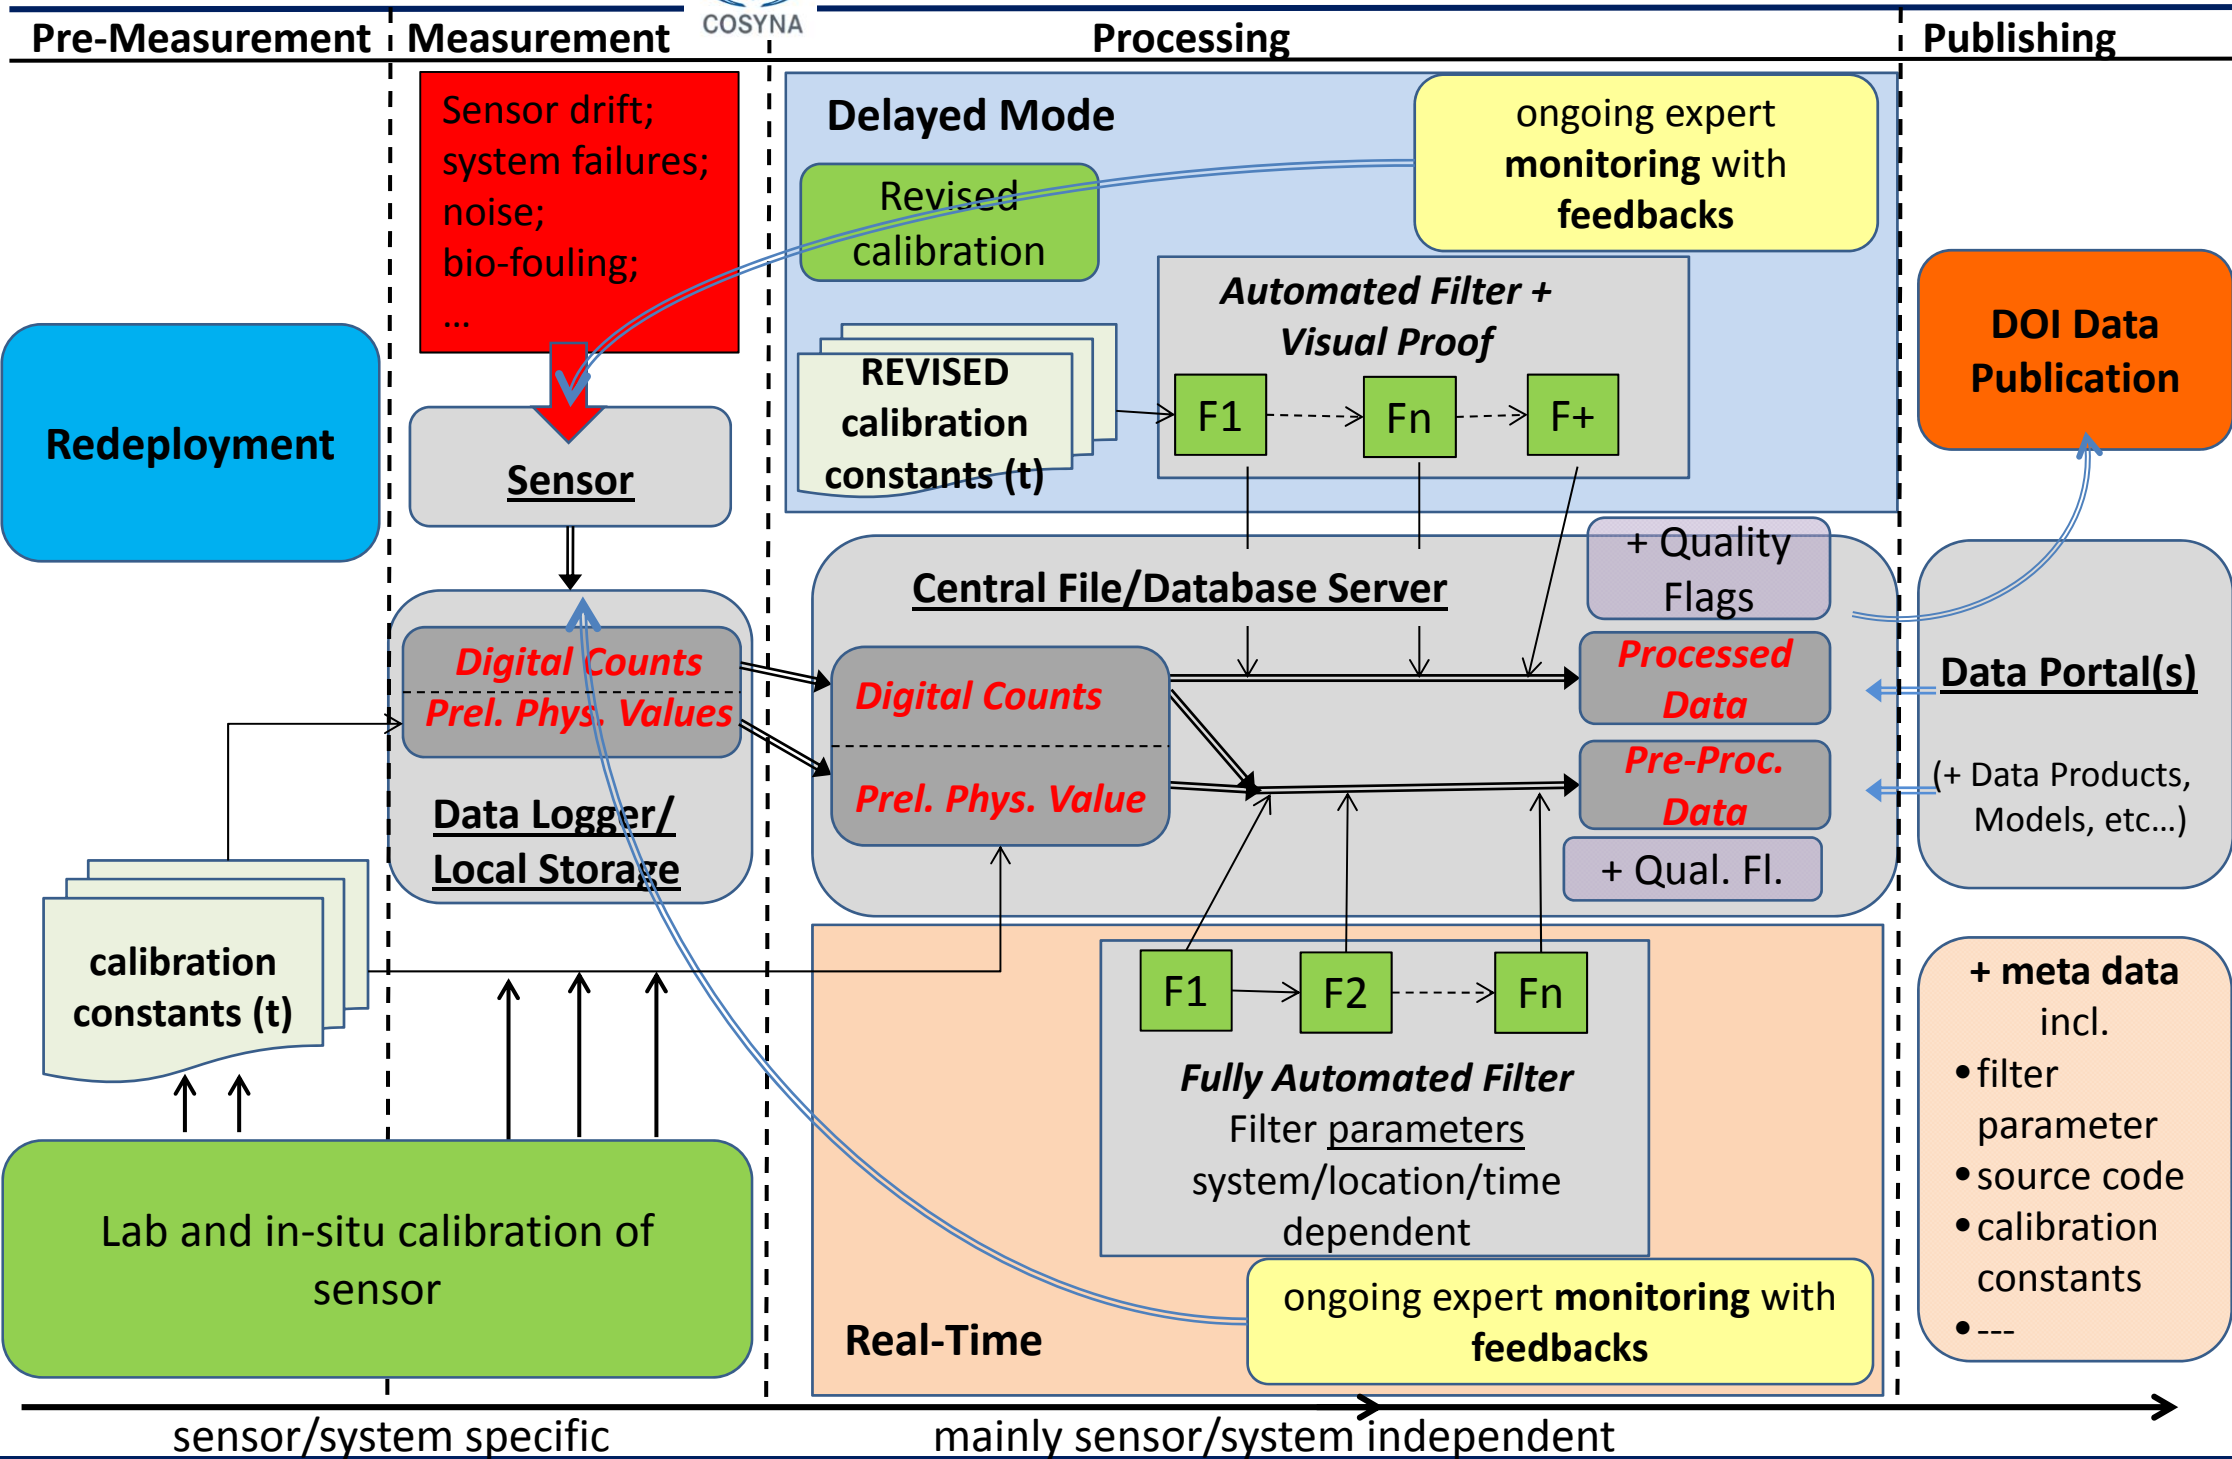 COSYNA
Pre-Measurement
Measurement
Processing
Publishing
Sensor drift;
system failures;
noise;
bio-fouling;
...
Delayed Mode
Revised
calibration
ongoing expert
monitoring with
feedbacks
Automated Filter +
Visual Proof
REVISED
calibration
constants (t)
F1
Fn
F+
DOI Data
Publication
Redeployment
Sensor
+ Quality
Flags
Central File/Database Server
Digital Counts
Prel. Phys. Values
Data Logger/
Local Storage
Digital Counts
Prel. Phys. Value
Processed
Data
Pre-Proc.
Data
+ Qual. Fl.
Data Portal(s)
(+ Data Products,
Models, etc...)
calibration
constants (t)
F1
F2
Fn
Fully Automated Filter
Filter parameters
system/location/time
dependent
+ meta data
incl.
•filter
parameter
•source code
•calibration
constants
•---
Lab and in-situ calibration of
sensor
Real-Time
ongoing expert monitoring with
feedbacks
sensor/system specific
mainly sensor/system independent